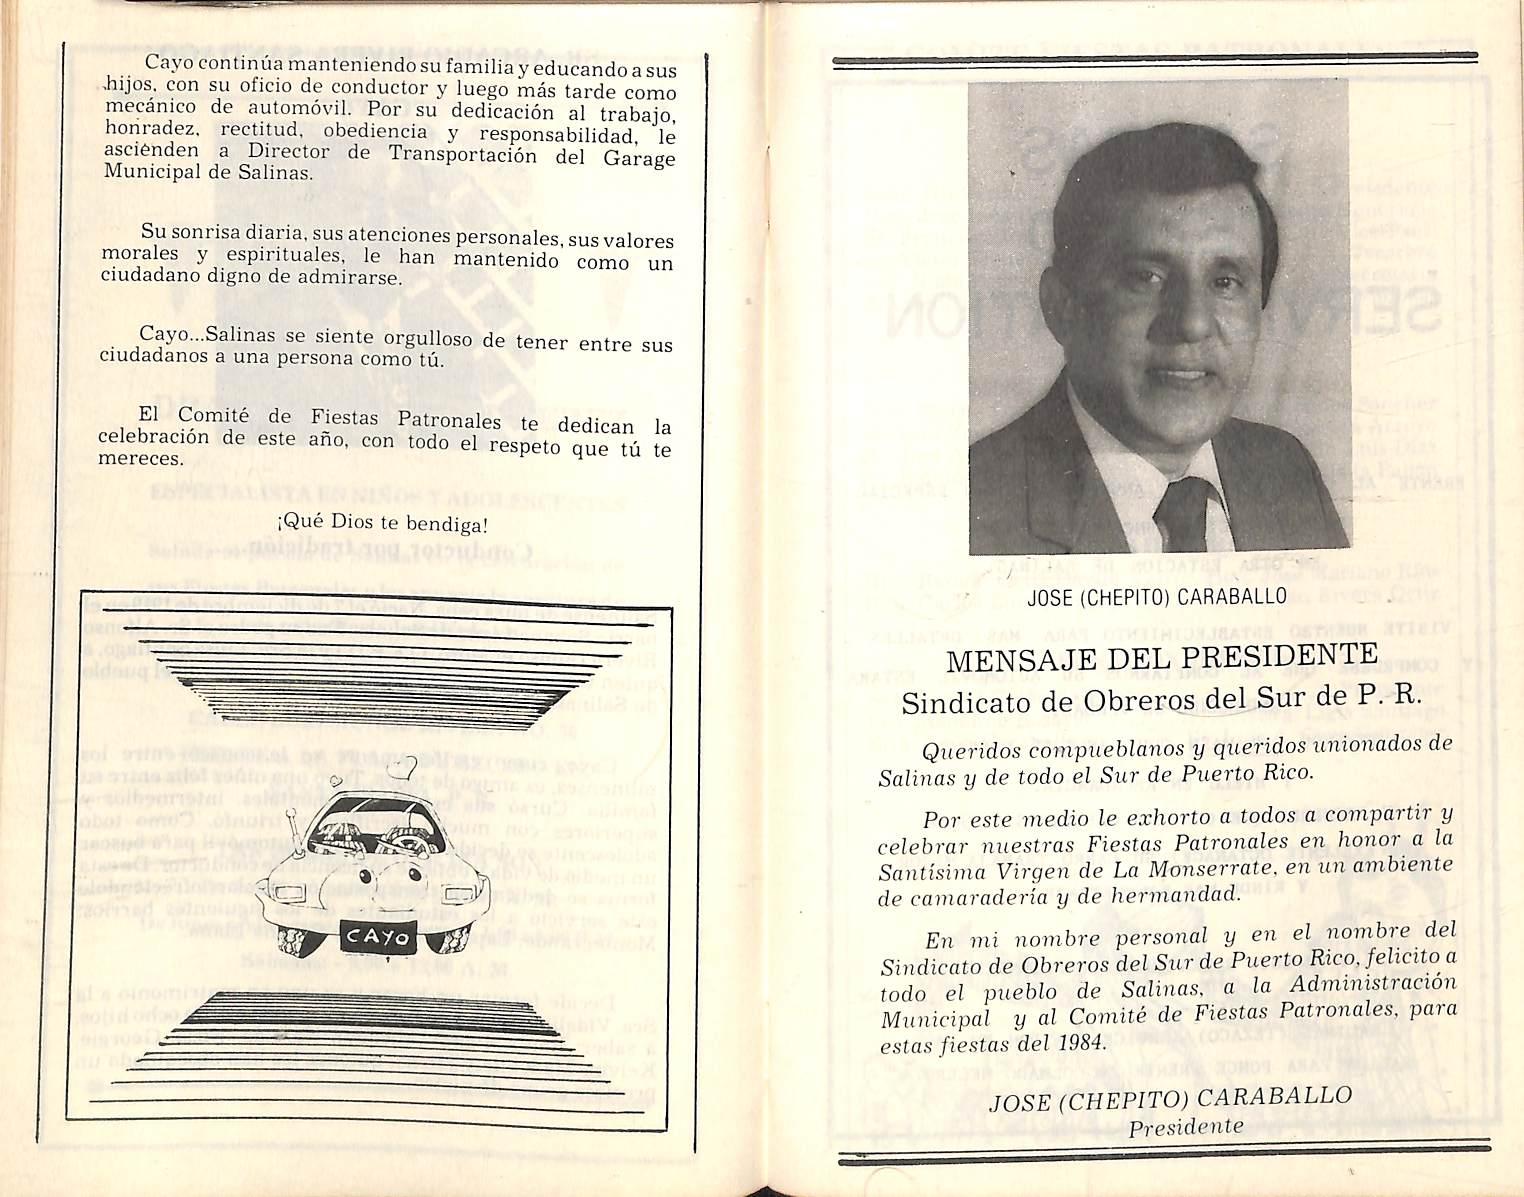 Cayo continúa manteniendo su familia y educando a sus
hijos, con su oficio de conductor y luego más tarde como
mecánico de automóvil. Por su dedicación al trabajo,
honradez, rectitud, obediencia y responsabilidad, le
ascienden a Director de Transportación del Garage
Municipal de Salinas.
Su sonrisa diaria, sus atenciones personales, sus valores
morales y espirituales, le han mantenido como un
ciudadano digno de admirarse.
Cayo...Salinas se siente orgulloso de tener entre sus
ciudadanos a una persona como tú.
El Comité de Fiestas Patronales te dedican la
celebración de este año, con todo el respeto que tú te
mereces.
¡Qué Dios te bendiga!
CAYO
JOSE (CHEPITO) CARABALLO
MENSAJE DEL PRESIDENTE
Sindicato de Obreros del Sur de P.R.
Queridos compueblanos y queridos unionados de
Salinas y de todo el Sur de Puerto Rico.
Por este medio le exhorto a todos a compartir y
celebrar nuestras Fiestas Patronales en honor a la
Santísima Virgen de La Monserrate, en un ambiente
de camaradería y de hermandad.
En mi nombre personal y en el nombre del
Sindicato de Obreros del Sur de Puerto Rico, felicito a
todo el pueblo de Salinas, a la Administración
Municipal y al Comité de Fiestas Patronales, para
estas fiestas del 1984.
JOSE (CHEPITO) CARABALLO
Presidente